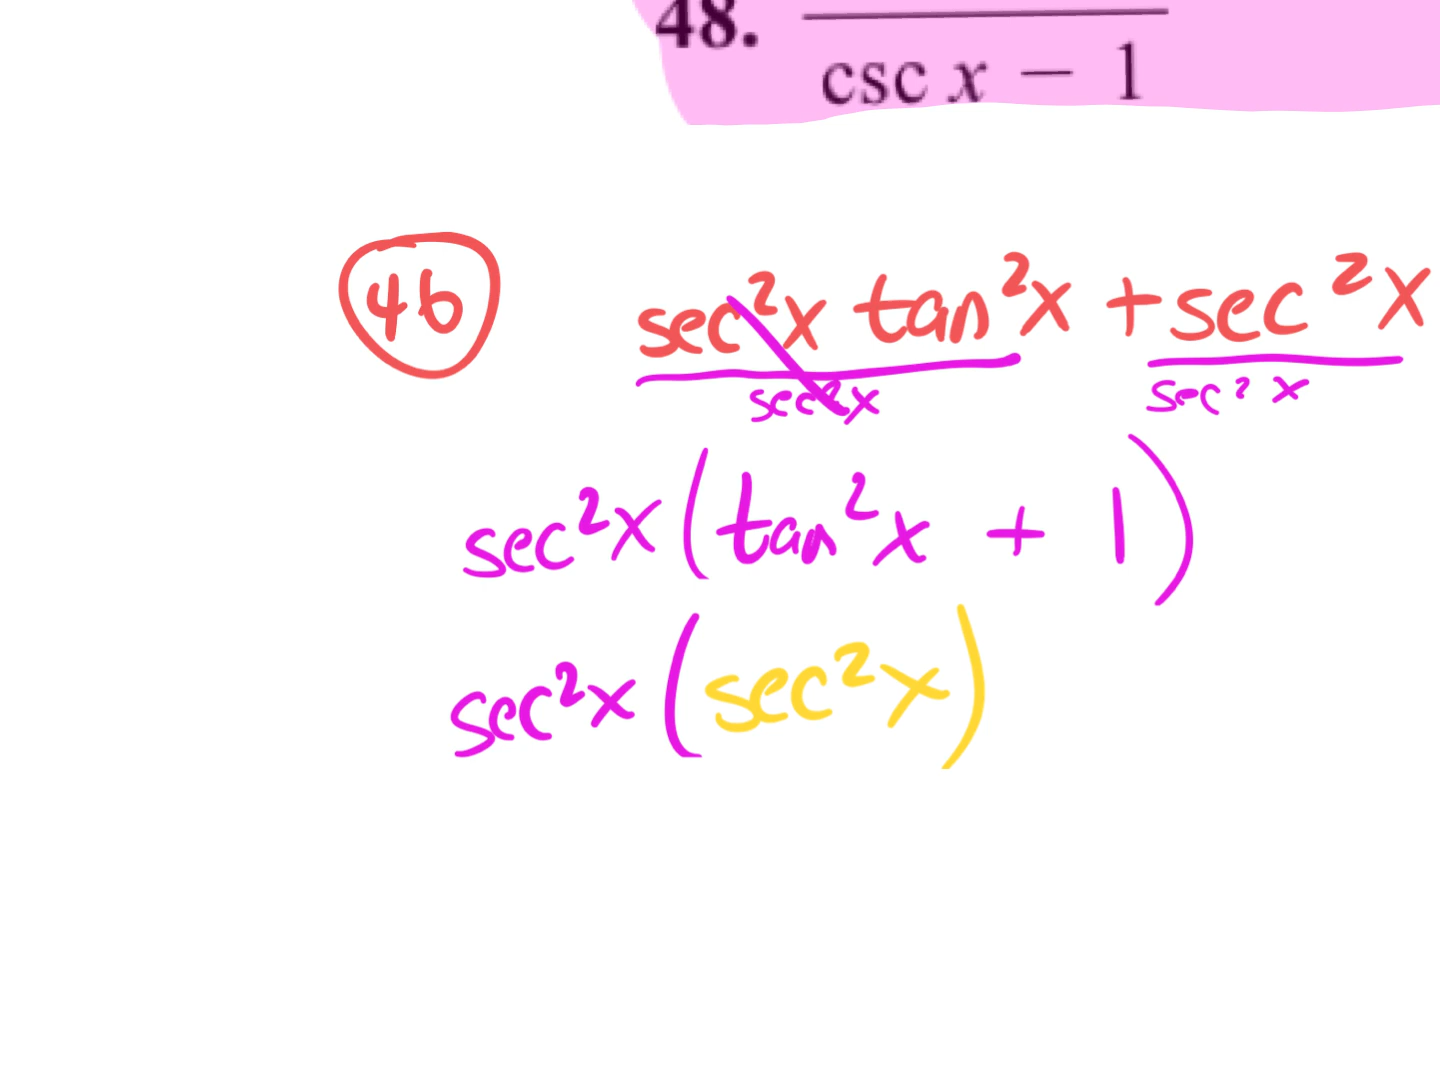 48.
csc x − 1
46 sec²x tan²x + sec²x
sec²x sec²x
sec²x(tan²x + 1)
sec²x(sec²x)